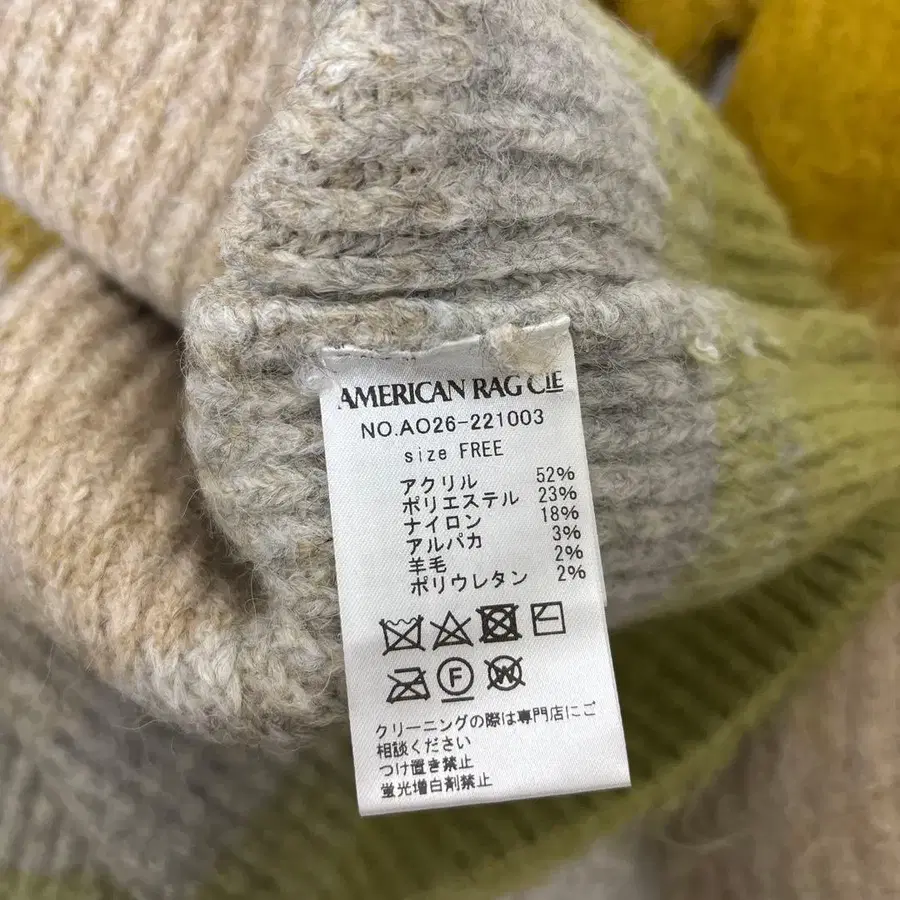 AMERICAN RAG CIE
NO.AO26-221003
size FREE
アクリル 52%
ポリエステル 23%
ナイロン 18%
アルパカ 3%
羊毛 2%
ポリウレタン 2%
F W
クリーニングの際は専門店にご
相談ください
つけ置き禁止
蛍光増白剤禁止